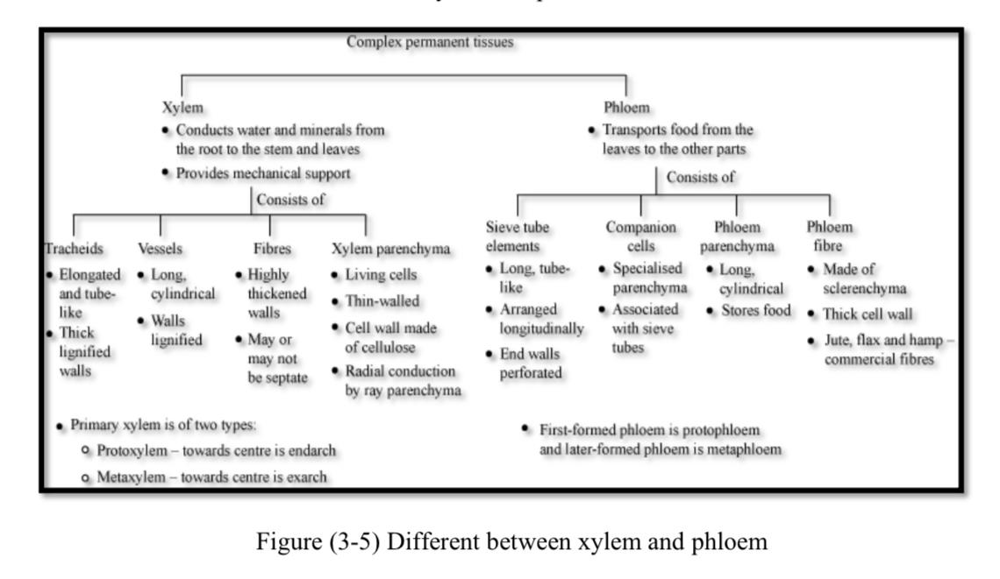 Complex permanent tissues
Xylem
• Conducts water and minerals from
the root to the stem and leaves
• Provides mechanical support
Consists of
Tracheids
• Elongated
and tube-
like
• Thick
lignified
walls
Vessels
• Long,
cylindrical
• Walls
lignified
Fibres
• Highly
thickened
walls
• May or
may not
be septate
Xylem parenchyma
• Living cells
• Thin-walled
• Cell wall made
of cellulose
• Radial conduction
by ray parenchyma
• Primary xylem is of two types:
o Protoxylem – towards centre is endarch
o Metaxylem – towards centre is exarch
Phloem
• Transports food from the
leaves to the other parts
Consists of
Sieve tube
elements
• Long, tube-
like
• Arranged
longitudinally
• End walls
perforated
Companion
cells
• Specialised
parenchyma
• Associated
with sieve
tubes
Phloem
parenchyma
• Long,
cylindrical
• Stores food
Phloem
fibre
• Made of
sclerenchyma
• Thick cell wall
• Jute, flax and hamp –
commercial fibres
• First-formed phloem is protophloem
and later-formed phloem is metaphloem
Figure (3-5) Different between xylem and phloem